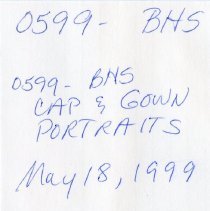 0599- BHS
0599- BHS
CAP & GOWN
PORTRAITS
May 18, 1999